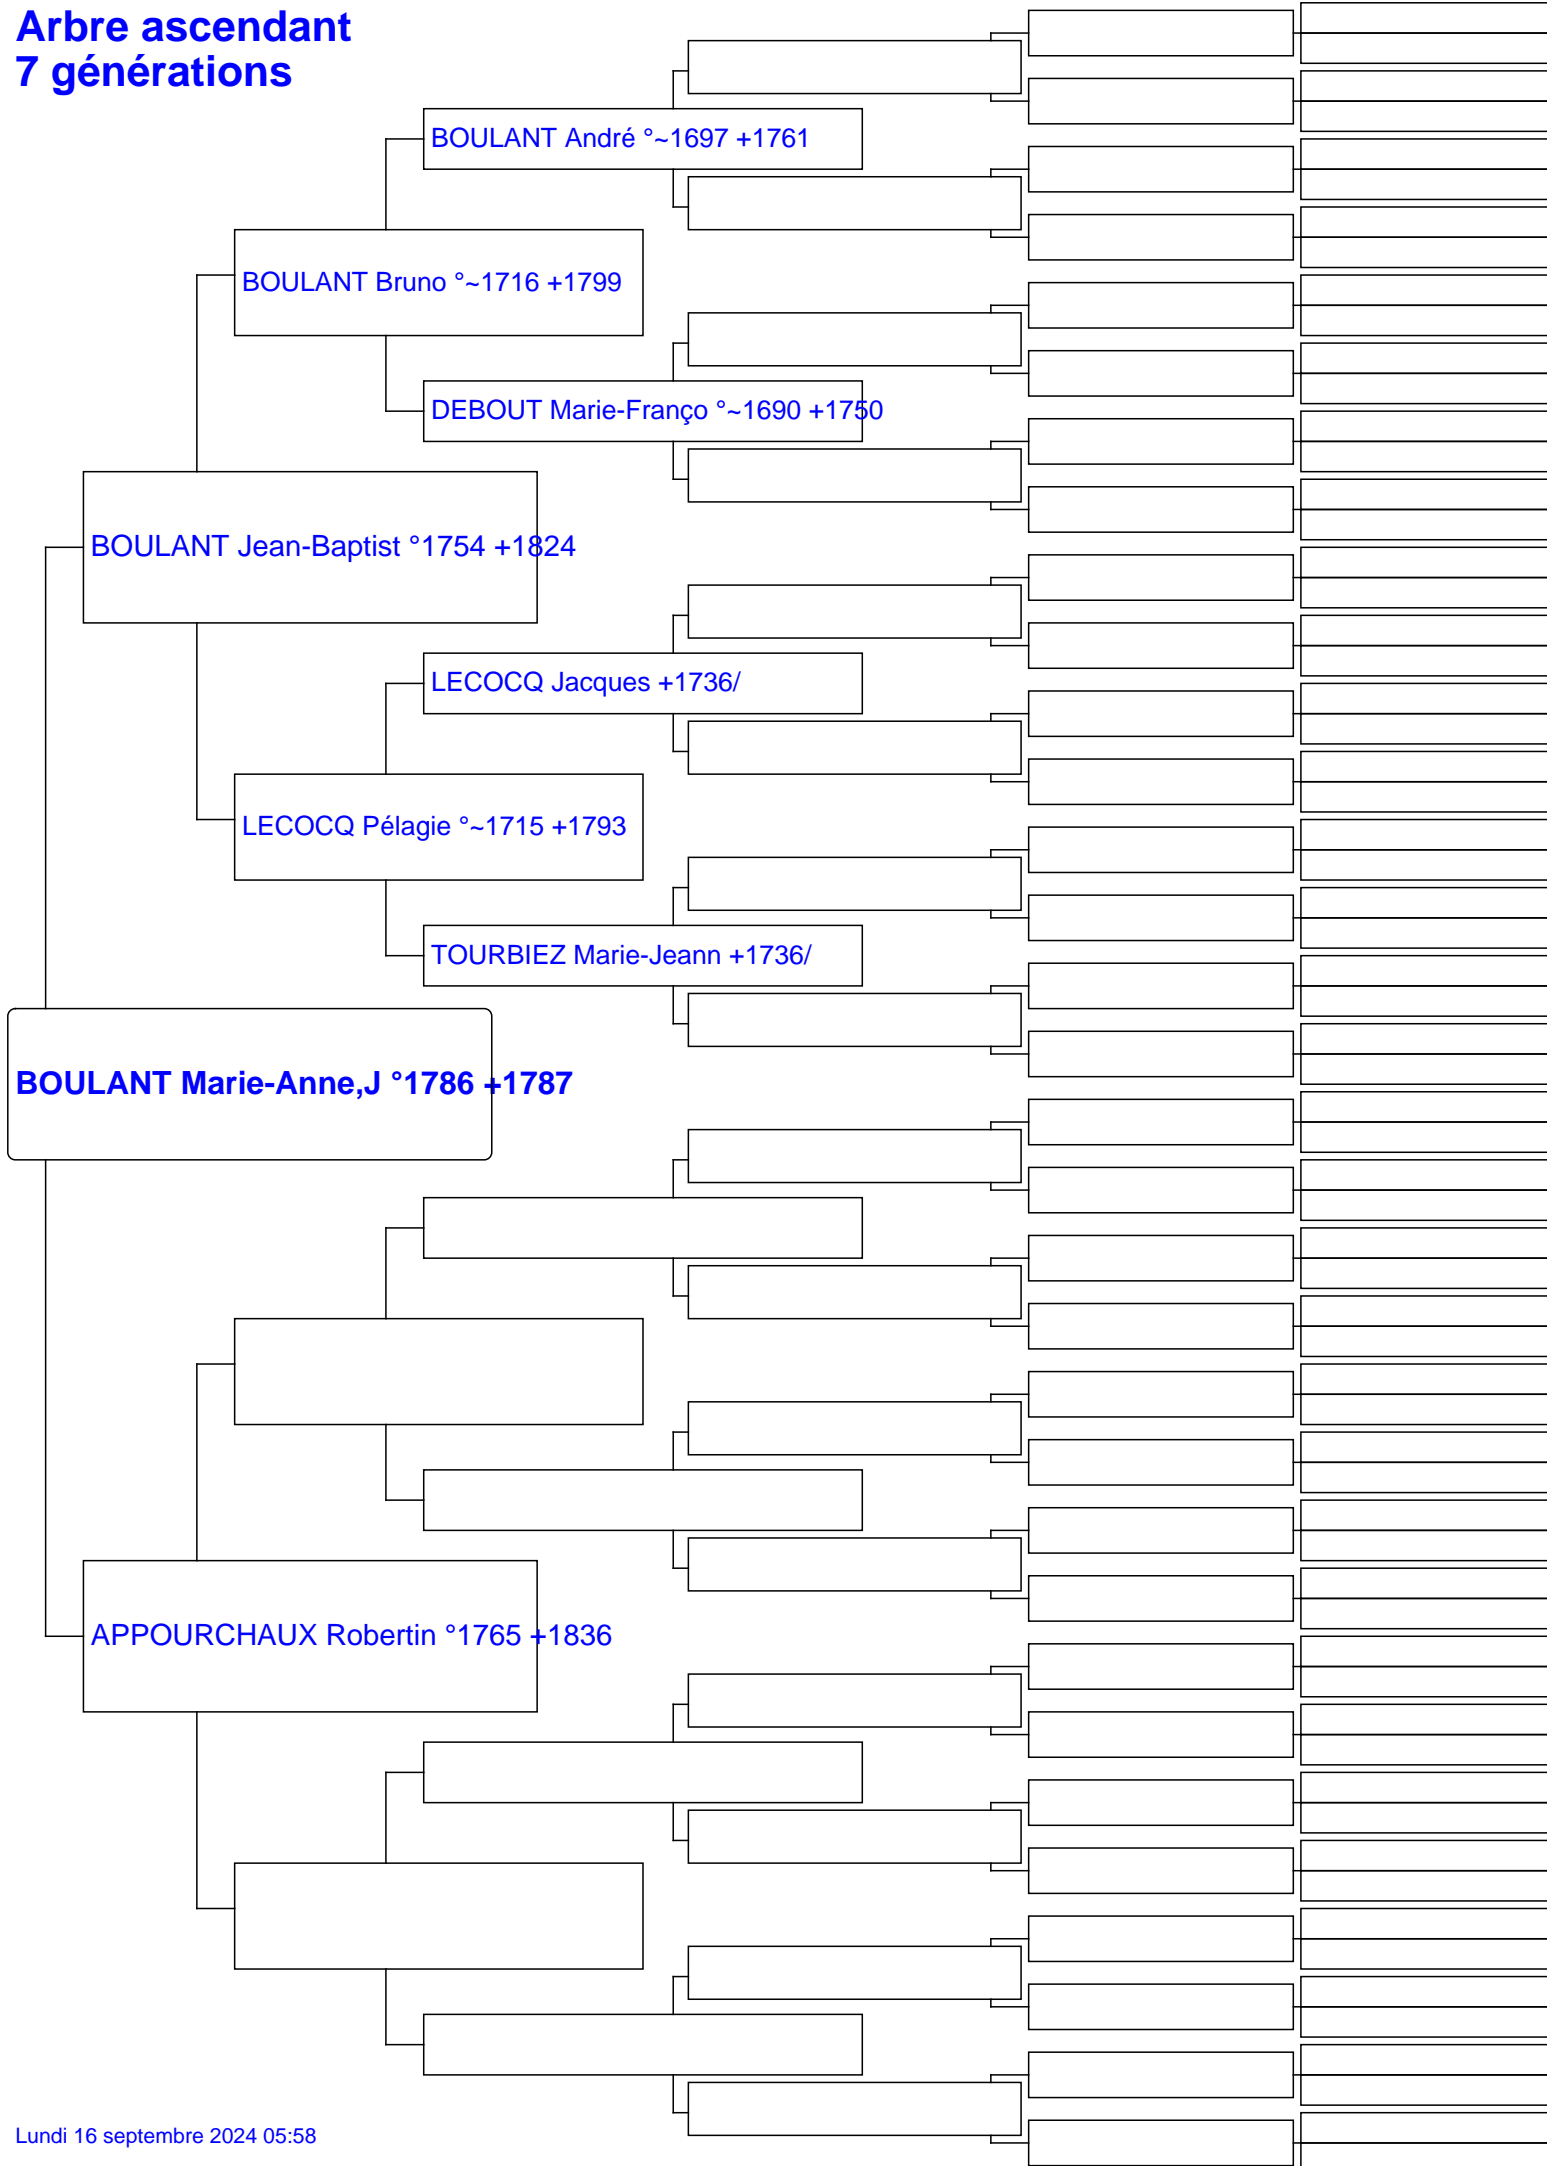 Arbre ascendant
7 générations
BOULANT André °~1697 +1761
BOULANT Bruno °~1716 +1799
DEBOUT Marie-Franço °~1690 +1750
BOULANT Jean-Baptist °1754 +1824
LECOCQ Jacques +1736/
LECOCQ Pélagie °~1715 +1793
TOURBIEZ Marie-Jeann +1736/
BOULANT Marie-Anne,J °1786 +1787
APPOURCHAUX Robertin °1765 +1836
Lundi 16 septembre 2024 05:58